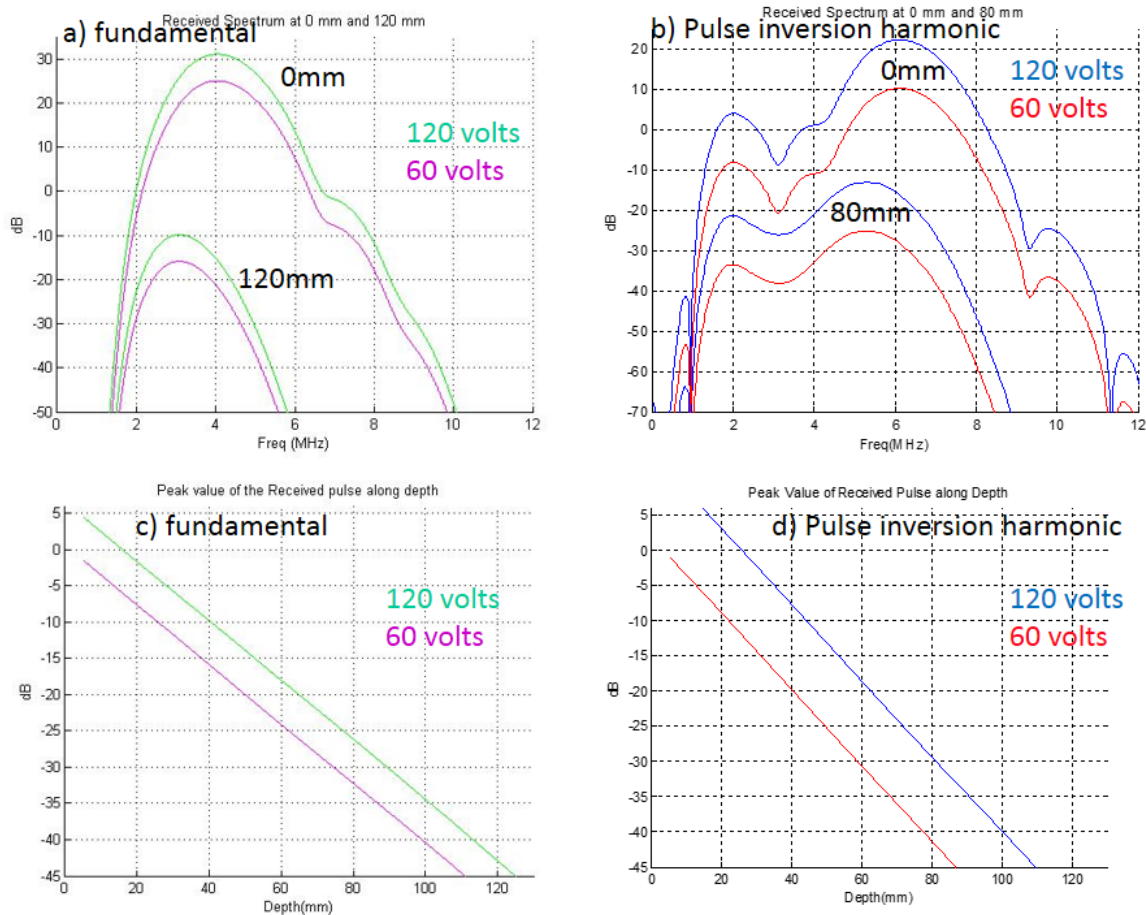 Received Spectrum at 0 mm and 120 mm
a) fundamental
0mm
120 volts
60 volts
120mm
30
20
10
0
-10
-20
-30
-40
-50
dB
0 2 4 6 8 10 12
Freq (MHz)
Received Spectrum at 0 mm and 80 mm
b) Pulse inversion harmonic
0mm
120 volts
60 volts
80mm
20
10
0
-10
-20
-30
-40
-50
-60
-70
dB
0 2 4 6 8 10 12
Freq(MHz)
Peak value of the Received pulse along depth
c) fundamental
120 volts
60 volts
5
0
-5
-10
-15
-20
-25
-30
-35
-40
-45
dB
0 20 40 60 80 100 120
Depth(mm)
Peak Value of Received Pulse along Depth
d) Pulse inversion harmonic
120 volts
60 volts
5
0
-5
-10
-15
-20
-25
-30
-35
-40
-45
dB
0 20 40 60 80 100 120
Depth(mm)